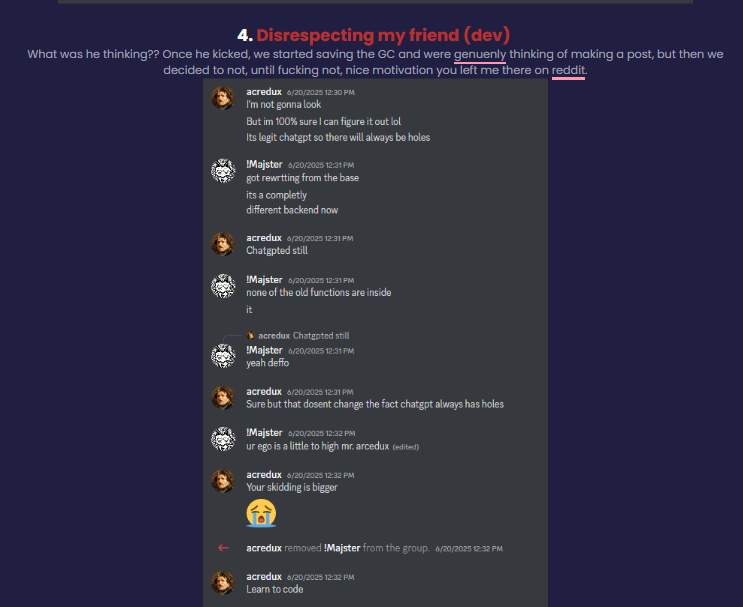 4. Disrespecting my friend (dev)
What was he thinking?? Once he kicked, we started saving the GC and were genuenly thinking of making a post, but then we
decided to not, until fucking not, nice motivation you left me there on reddit.
acredux 6/20/2025 12:30 PM
I'm not gonna look
But im 100% sure I can figure it out lol
Its legit chatgpt so there will always be holes
!Majster 6/20/2025 12:31 PM
got rewrtting from the base
its a completly
different backend now
acredux 6/20/2025 12:31 PM
Chatgpted still
!Majster 6/20/2025 12:31 PM
none of the old functions are inside
it
acredux Chatgpted still
!Majster 6/20/2025 12:31 PM
yeah deffo
acredux 6/20/2025 12:31 PM
Sure but that dosent change the fact chatgpt always has holes
!Majster 6/20/2025 12:32 PM
ur ego is a little to high mr. arcedux (edited)
acredux 6/20/2025 12:32 PM
Your skidding is bigger
acredux removed !Majster from the group. 6/20/2025 12:32 PM
acredux 6/20/2025 12:32 PM
Learn to code